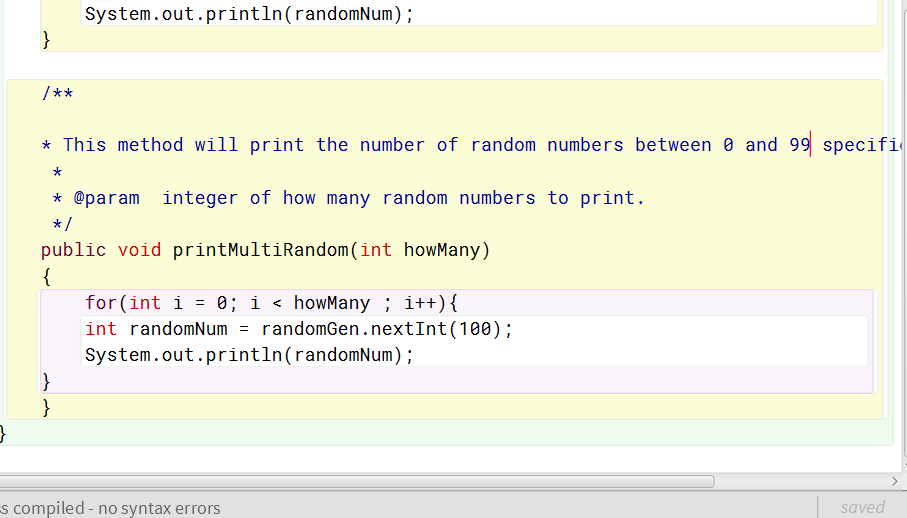 System.out.println(randomNum);
}
/**
* This method will print the number of random numbers between 0 and 99
*
* @param  integer of how many random numbers to print.
*/
public void printMultiRandom(int howMany)
{
for(int i = 0; i < howMany ; i++){
int randomNum = randomGen.nextInt(100);
System.out.println(randomNum);
}
}
}
compiled - no syntax errors
saved